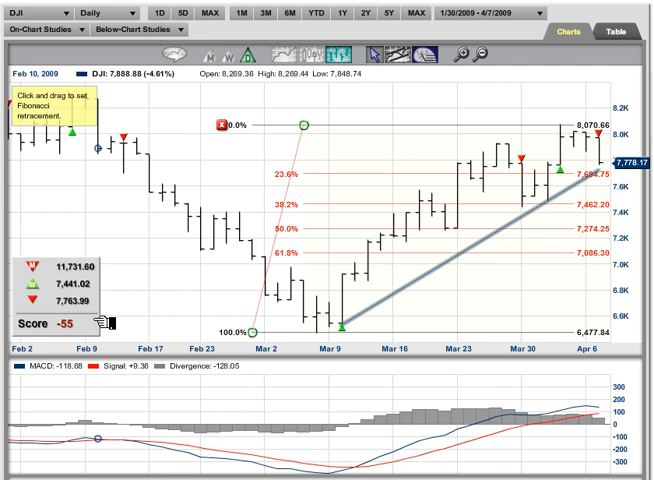 DJI Daily 1D 5D MAX 1M 3M 6M YTD 1Y 2Y 5Y MAX 1/30/2009 - 4/7/2009
On-Chart Studies Below-Chart Studies Charts Table
Feb 10, 2009 DJI: 7,888.88 (-4.61%) Open: 8,269.36 High: 8,269.44 Low: 7,848.74
Click and drag to set
Fibonacci
retracement.
8.2K
0.0% 8,070.66
8.0K
7,778.17
23.6% 7,694.75
7.6K
38.2% 7,462.20
7.4K
50.0% 7,274.25
7.2K
61.8% 7,086.30
7.0K
6.8K
6.6K
100.0% 6,477.84
M 11,731.60
W 7,441.02
7,763.99
Score -55
Feb 2 Feb 9 Feb 17 Feb 23 Mar 2 Mar 9 Mar 16 Mar 23 Mar 30 Apr 6
MACD: -118.68 Signal: +9.36 Divergence: -128.05
300
200
100
0
-100
-200
-300